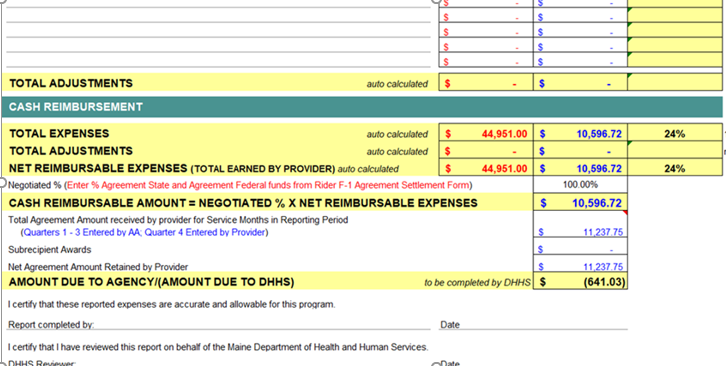 $ - $ -
$ - $ -
$ - $ -
$ - $ -
$ - $ -
TOTAL ADJUSTMENTS auto calculated $ - $ -
CASH REIMBURSEMENT
TOTAL EXPENSES auto calculated $ 44,951.00 $ 10,596.72 24%
TOTAL ADJUSTMENTS auto calculated $ - $ -
NET REIMBURSABLE EXPENSES (TOTAL EARNED BY PROVIDER) auto calculated $ 44,951.00 $ 10,596.72 24%
Negotiated % (Enter % Agreement State and Agreement Federal funds from Rider F-1 Agreement Settlement Form) 100.00%
CASH REIMBURSABLE AMOUNT = NEGOTIATED % X NET REIMBURSABLE EXPENSES $ 10,596.72
Total Agreement Amount received by provider for Service Months in Reporting Period
(Quarters 1 - 3 Entered by AA; Quarter 4 Entered by Provider) $ 11,237.75
Subrecipient Awards $ -
Net Agreement Amount Retained by Provider $ 11,237.75
AMOUNT DUE TO AGENCY/(AMOUNT DUE TO DHHS) to be completed by DHHS $ (641.03)
I certify that these reported expenses are accurate and allowable for this program.
Report completed by: Date
I certify that I have reviewed this report on behalf of the Maine Department of Health and Human Services.
DHHS Reviewer: Date